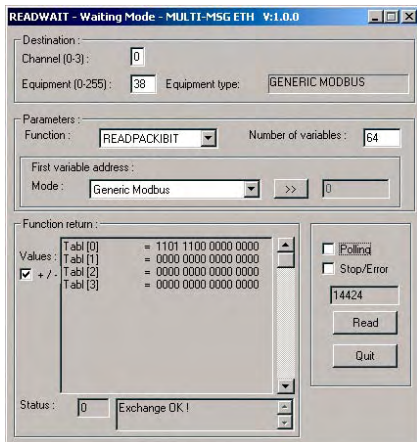 READWAIT - Waiting Mode - MULTI-MSG ETH V:1.0.0
Destination :
Channel (0-3) : 0
Equipment (0-255) : 38 Equipment type: GENERIC MODBUS
Parameters :
Function : READPACKIBIT Number of variables : 64
First variable address :
Mode : Generic Modbus >> 0
Function return :
Values :
+ / -
Tabl [0] = 1101 1100 0000 0000
Tabl [1] = 0000 0000 0000 0000
Tabl [2] = 0000 0000 0000 0000
Tabl [3] = 0000 0000 0000 0000
Polling
Stop/Error
14424
Read
Quit
Status : 0 Exchange OK !